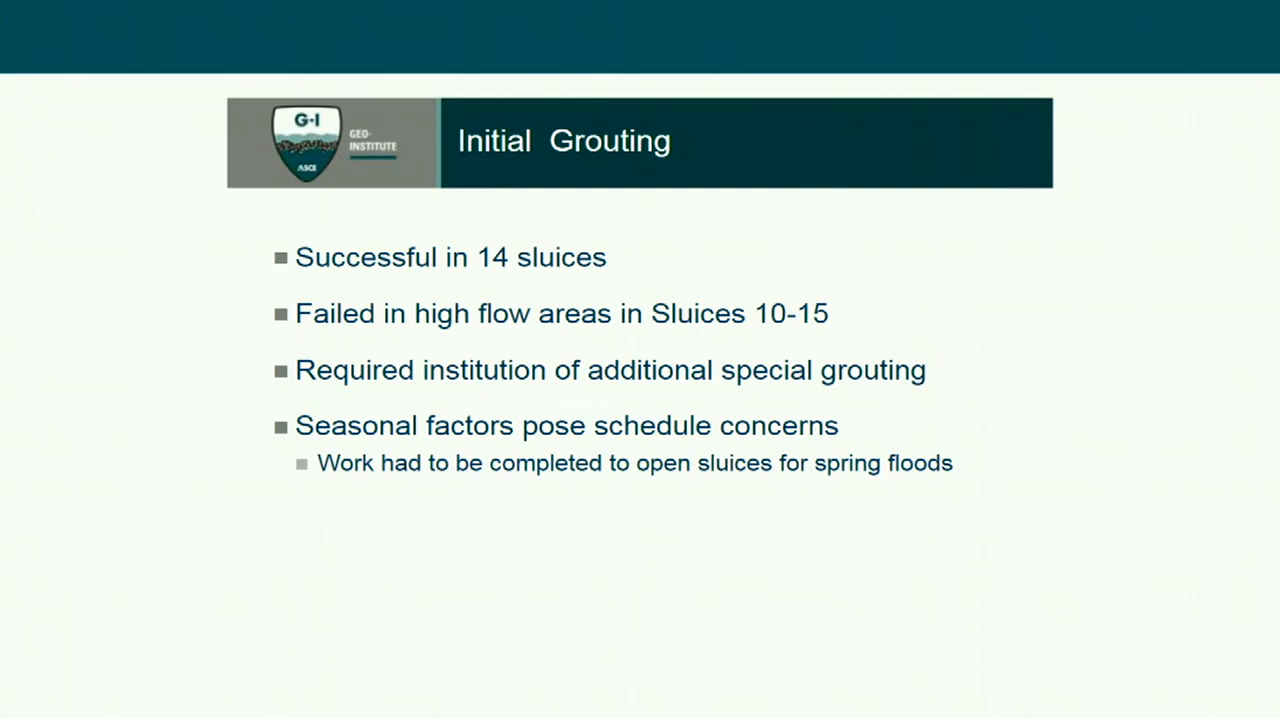 G-I
GEO-
INSTITUTE
ASCE
Initial Grouting
Successful in 14 sluices
Failed in high flow areas in Sluices 10-15
Required institution of additional special grouting
Seasonal factors pose schedule concerns
Work had to be completed to open sluices for spring floods